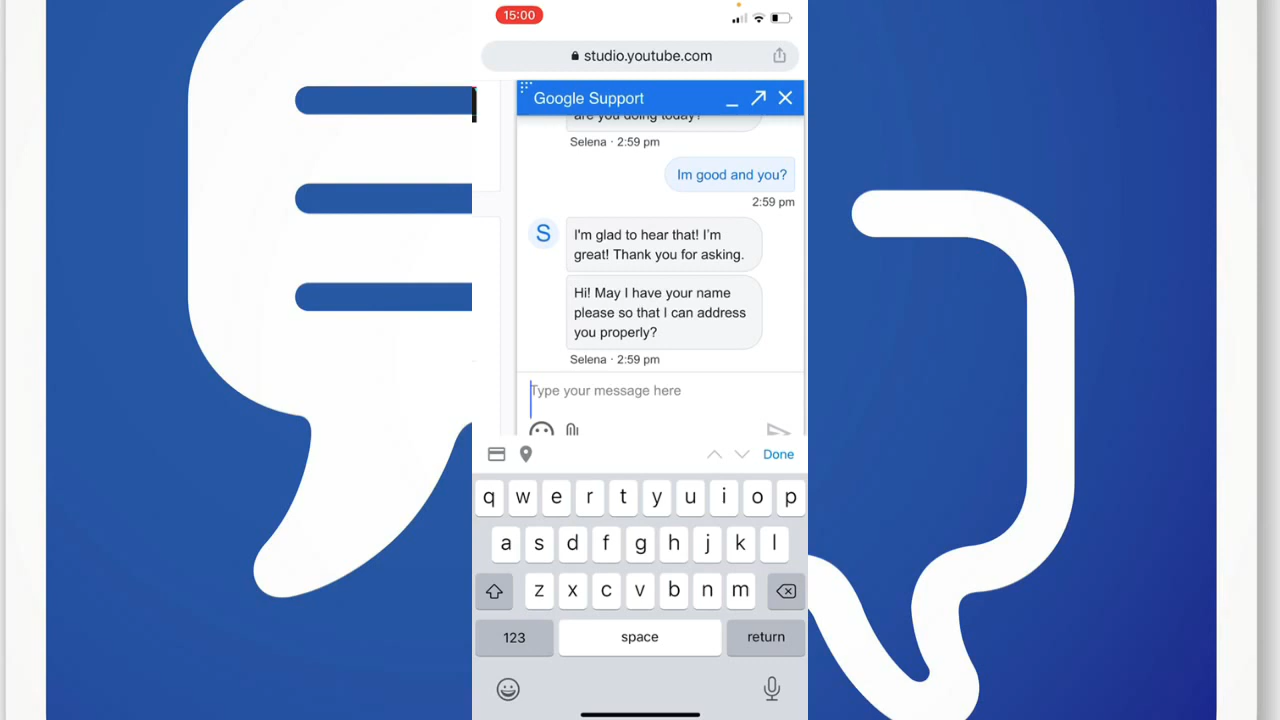 15:00
studio.youtube.com
Google Support
are you doing today?
Selena · 2:59 pm
Im good and you?
2:59 pm
S
I'm glad to hear that! I'm
great! Thank you for asking.
Hi! May I have your name
please so that I can address
you properly?
Selena · 2:59 pm
Type your message here
Done
q w e r t y u i o p
a s d f g h j k l
z x c v b n m
123 space return